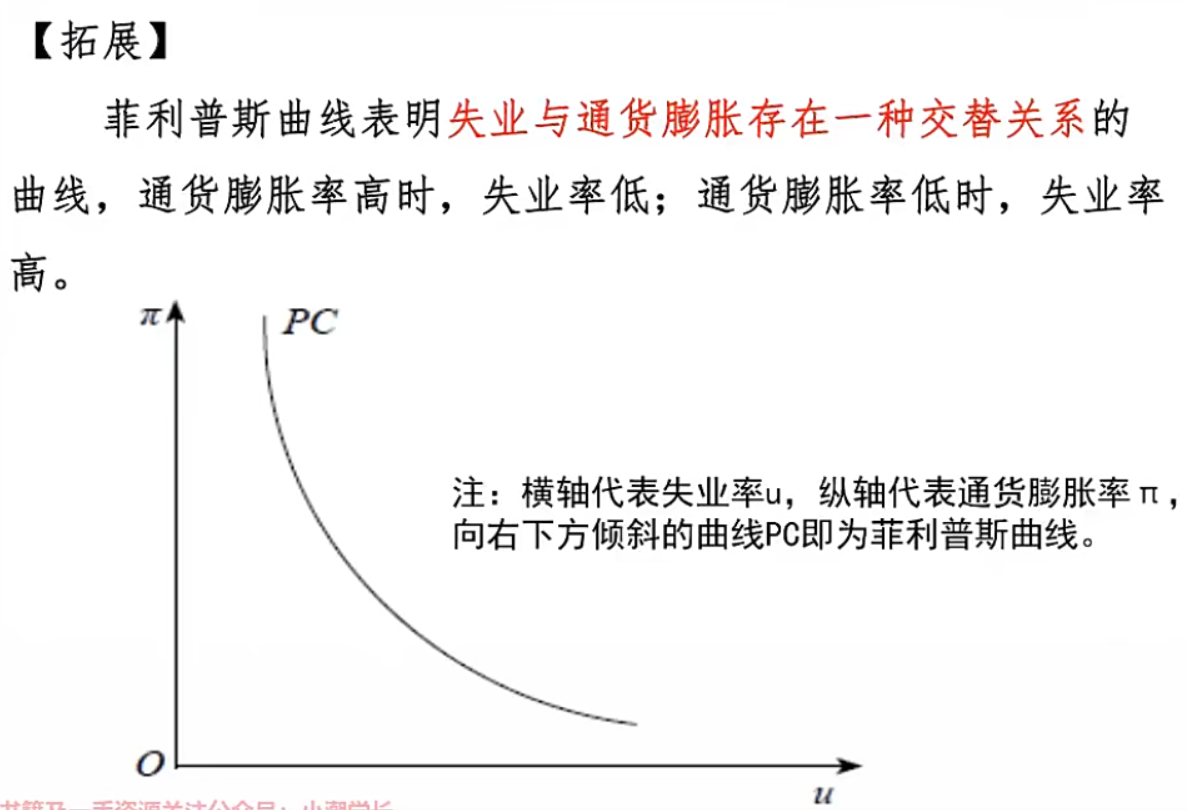 【拓展】
菲利普斯曲线表明失业与通货膨胀存在一种交替关系的
曲线，通货膨胀率高时，失业率低；通货膨胀率低时，失业率
高。
π
PC
注：横轴代表失业率u，纵轴代表通货膨胀率π，
向右下方倾斜的曲线PC即为菲利普斯曲线。
O
u